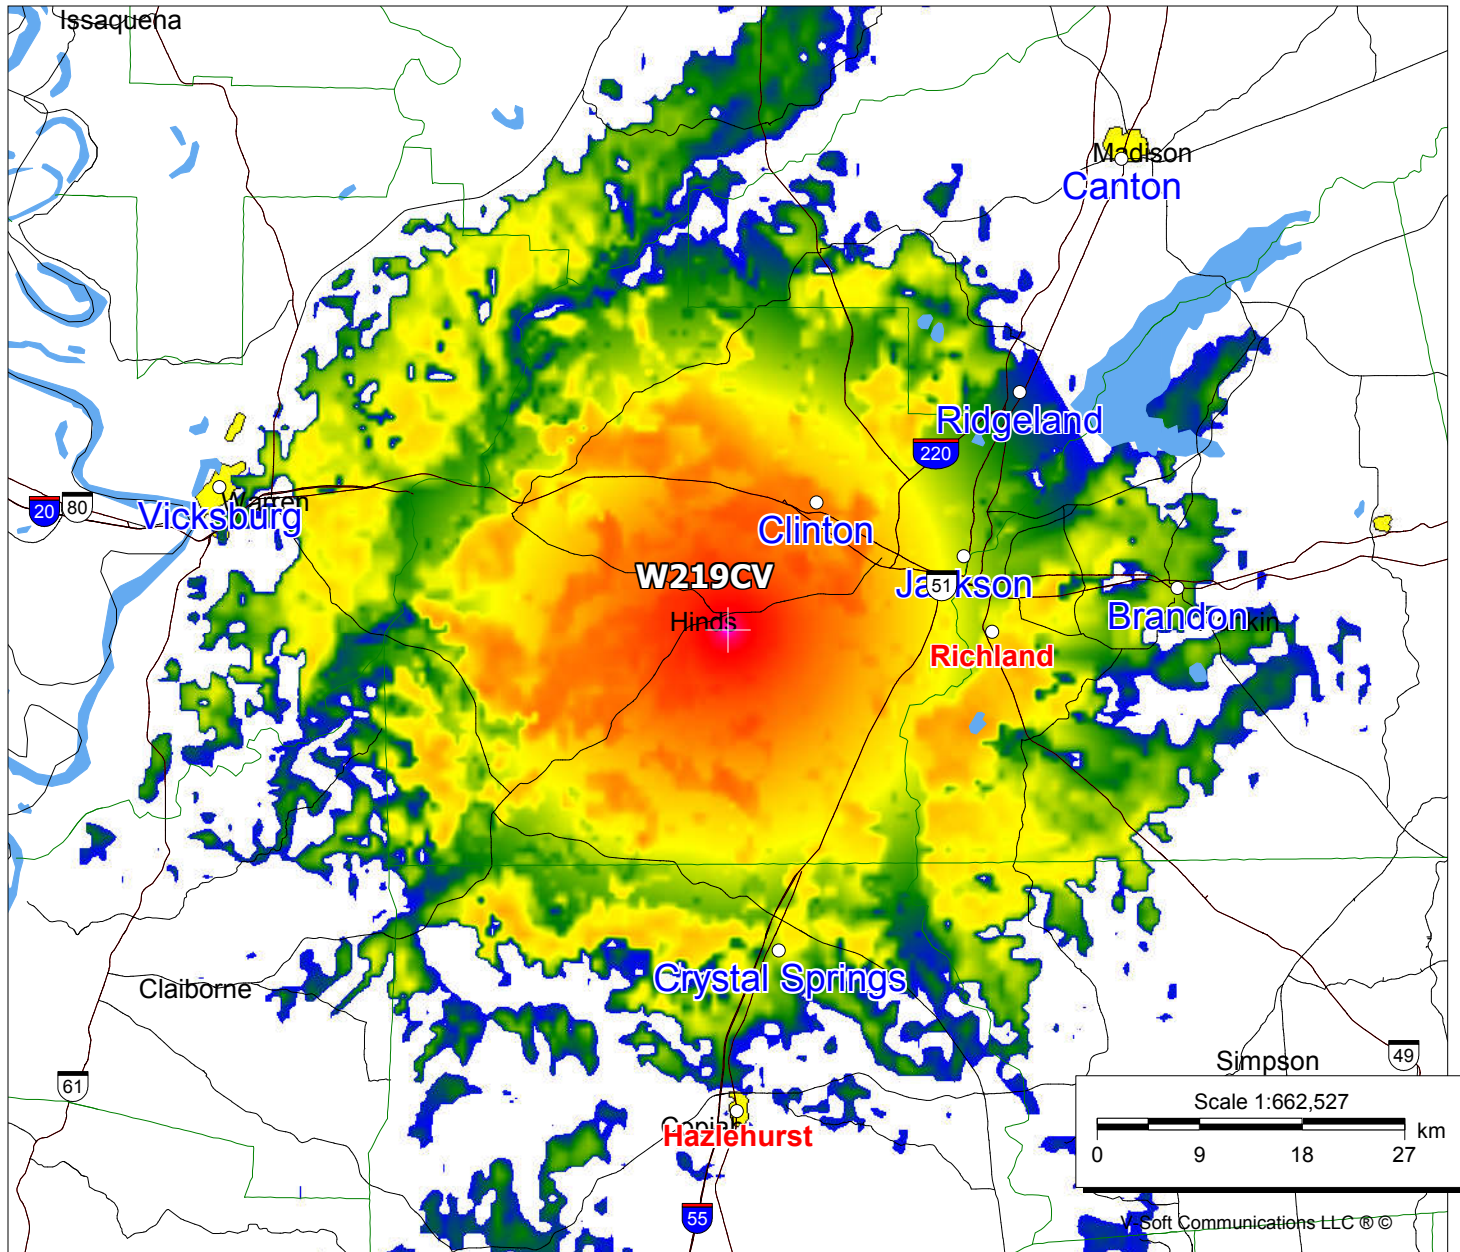 Issaquena
Madison
Canton
Ridgeland
220
20
80
Warren
Vicksburg
Clinton
W219CV
Jackson
51
Hinds
Brandon
Richland
Crystal Springs
Claiborne
Simpson
49
61
Scale 1:662,527
km
0 9 18 27
Copiah
Hazlehurst
55
V-Soft Communications LLC ® ©